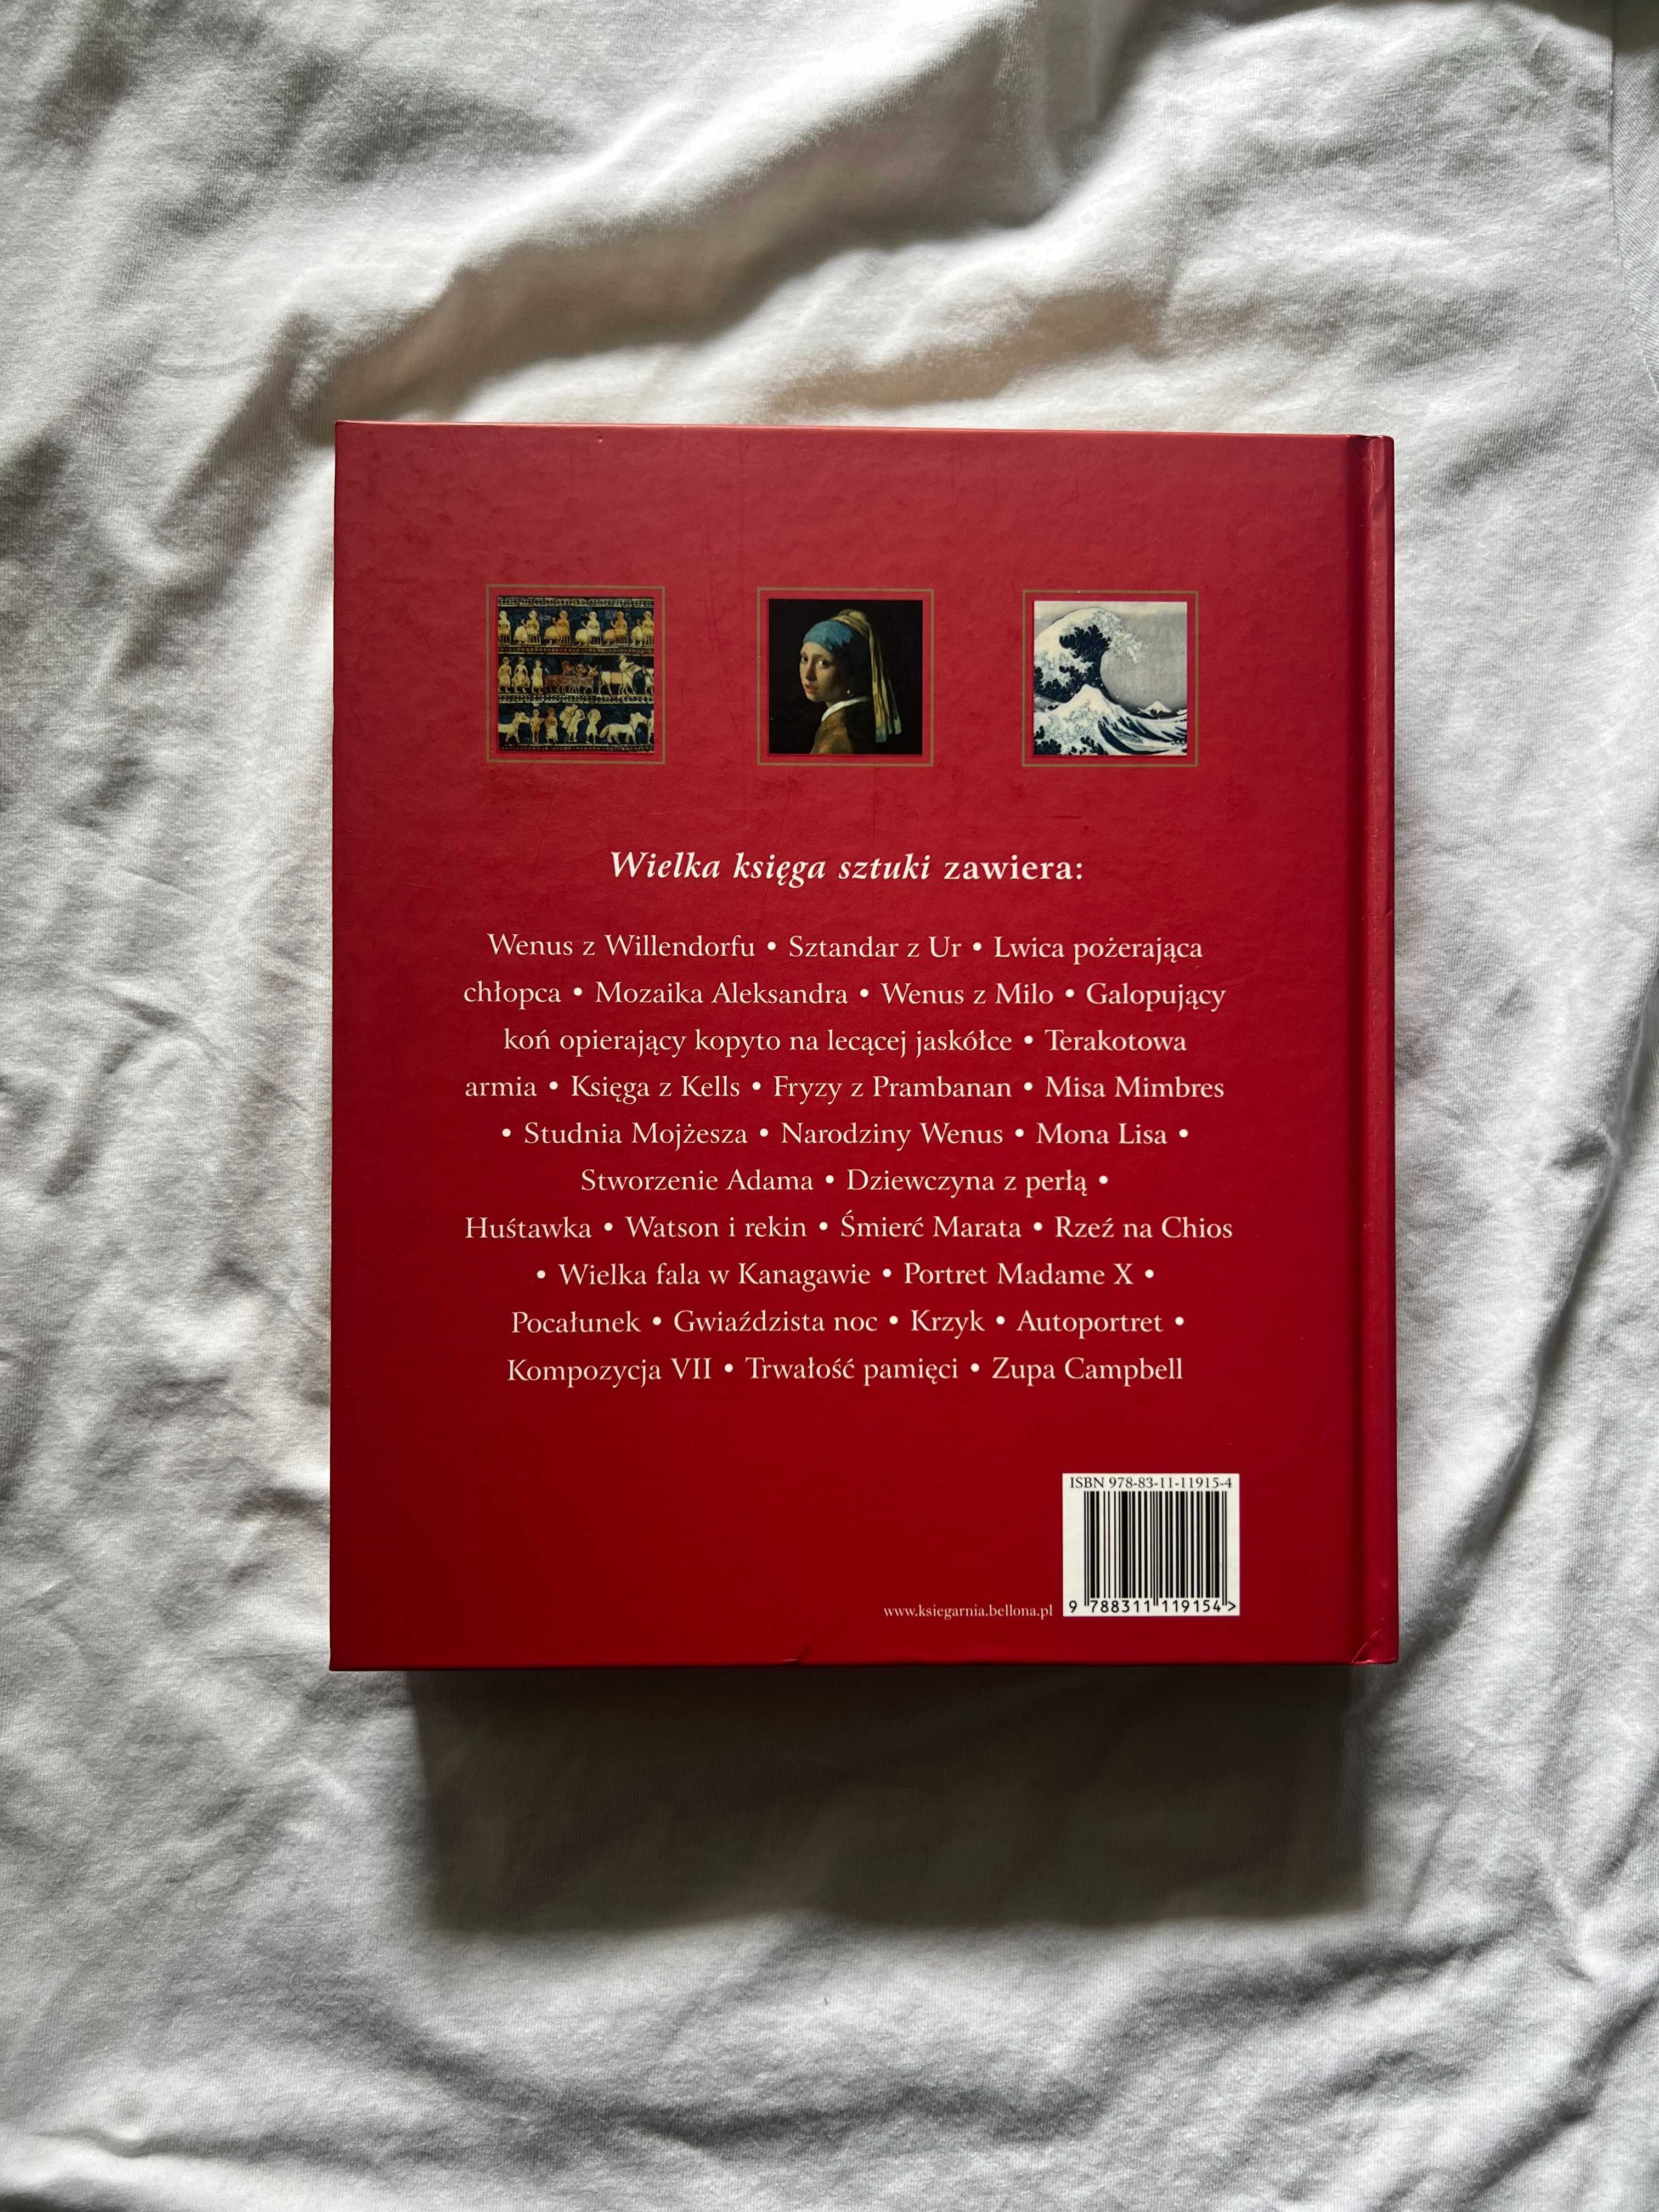 Wielka księga sztuki zawiera:
Wenus z Willendorfu • Sztandar z Ur • Lwica pożerająca
chłopca • Mozaika Aleksandra • Wenus z Milo • Galopujący
koń opierający kopyto na lecącej jaskółce • Terakotowa
armia • Księga z Kells • Fryzy z Prambanan • Misa Mimbres
• Studnia Mojżesza • Narodziny Wenus • Mona Lisa •
Stworzenie Adama • Dziewczyna z perłą •
Huśtawka • Watson i rekin • Śmierć Marata • Rzeź na Chios
• Wielka fala w Kanagawie • Portret Madame X •
Pocałunek • Gwiaździsta noc • Krzyk • Autoportret •
Kompozycja VII • Trwałość pamięci • Zupa Campbell
ISBN 978-83-11-11915-4
9 788311 119154 >
www.ksiegarnia.bellona.pl